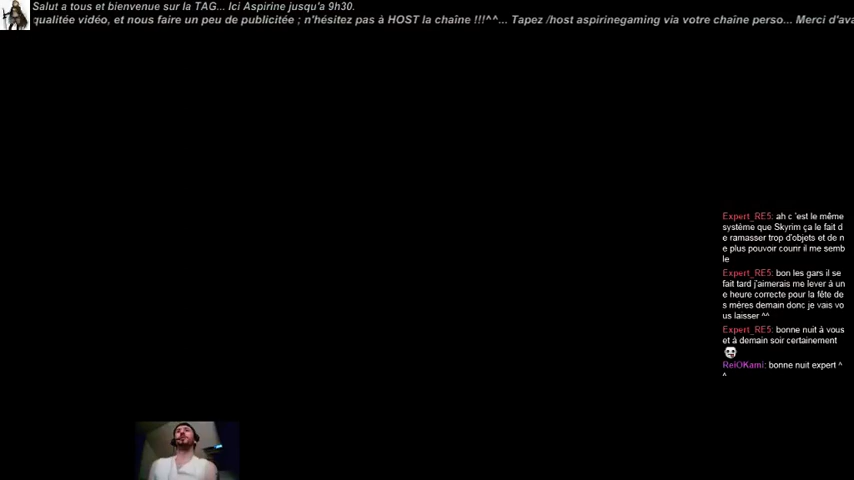 Salut a tous et bienvenue sur la TAG... Ici Aspirine jusqu'a 9h30.
qualitée vidéo, et nous faire un peu de publicitée ; n'hésitez pas à HOST la chaîne !!!^^... Tapez /host aspirinegaming via votre chaîne perso... Merci d'ava
Expert_RE5: ah c 'est le même
système que Skyrim ça le fait d
e ramasser trop d'objets et de n
e plus pouvoir courir il me semb
le
Expert_RE5: bon les gars il se
fait tard j'aimerais me lever à un
e heure correcte pour la fête de
s mères demain donc je vais vo
us laisser ^^
Expert_RE5: bonne nuit à vous
et à demain soir certainement
ReiOKami: bonne nuit expert ^
^